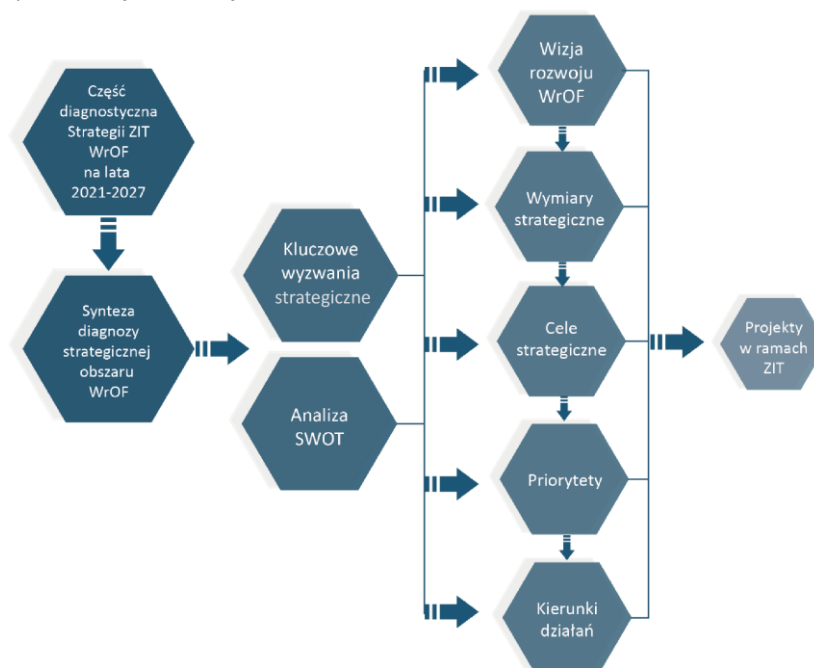 Część
diagnostyczna
Strategii ZIT
WrOF
na lata
2021-2027
Synteza
diagnozy
strategicznej
obszaru
WrOF
Kluczowe
wyzwania
strategiczne
Analiza
SWOT
Wizja
rozwoju
WrOF
Wymiary
strategiczne
Cele
strategiczne
Priorytety
Kierunki
działań
Projekty
w ramach
ZIT